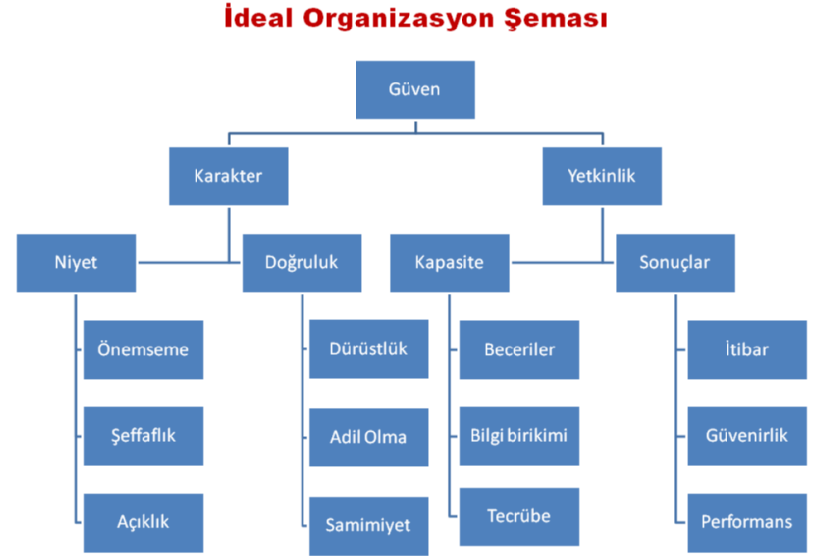 İdeal Organizasyon Şeması
Güven
Karakter
Yetkinlik
Niyet
Doğruluk
Kapasite
Sonuçlar
Önemseme
Dürüstlük
Beceriler
İtibar
Şeffaflık
Adil Olma
Bilgi birikimi
Güvenirlik
Açıklık
Samimiyet
Tecrübe
Performans